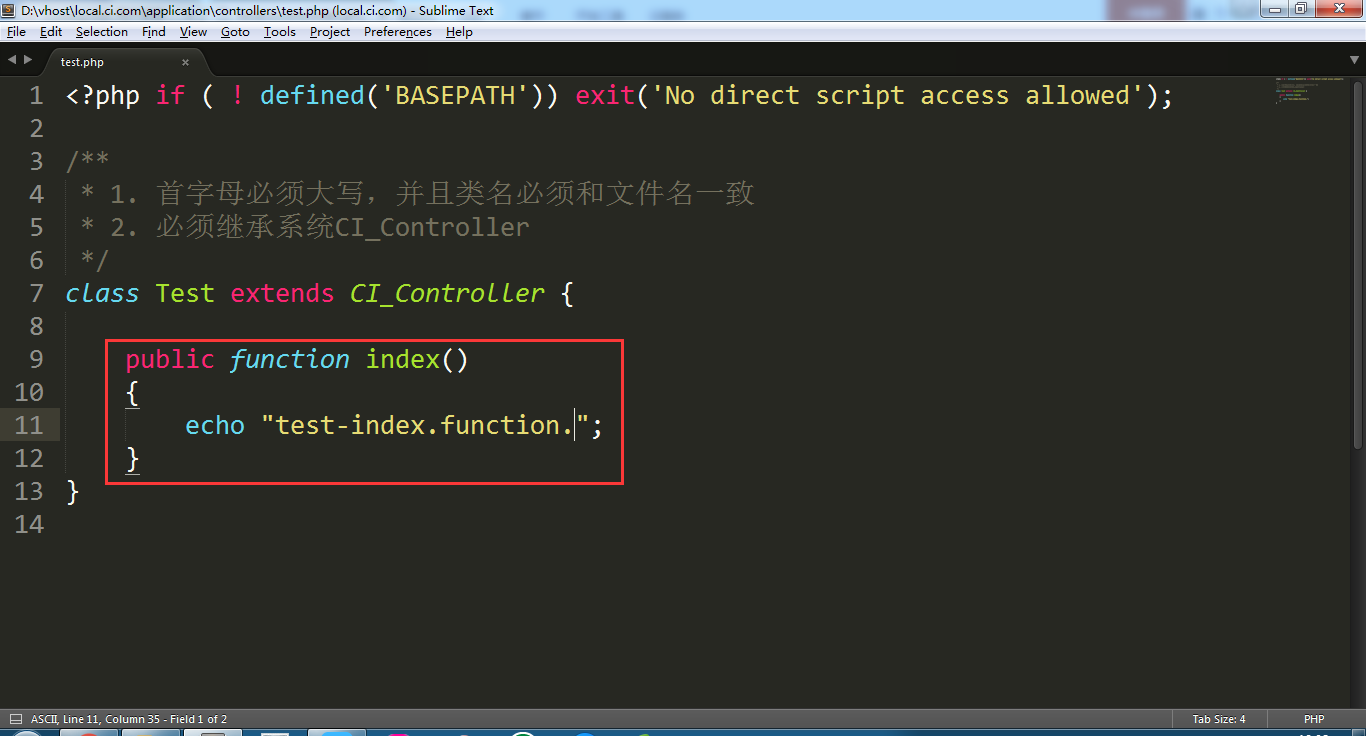 D:\vhost\local.ci.com\application\controllers\test.php (local.ci.com) - Sublime Text
File Edit Selection Find View Goto Tools Project Preferences Help
test.php
1 <?php if ( ! defined('BASEPATH')) exit('No direct script access allowed');
2
3 /**
4 * 1. 首字母必须大写，并且类名必须和文件名一致
5 * 2. 必须继承系统CI_Controller
6 */
7 class Test extends CI_Controller {
8
9 public function index()
10 {
11 echo "test-index.function.";
12 }
13 }
14
ASCII, Line 11, Column 35 - Field 1 of 2 Tab Size: 4 PHP